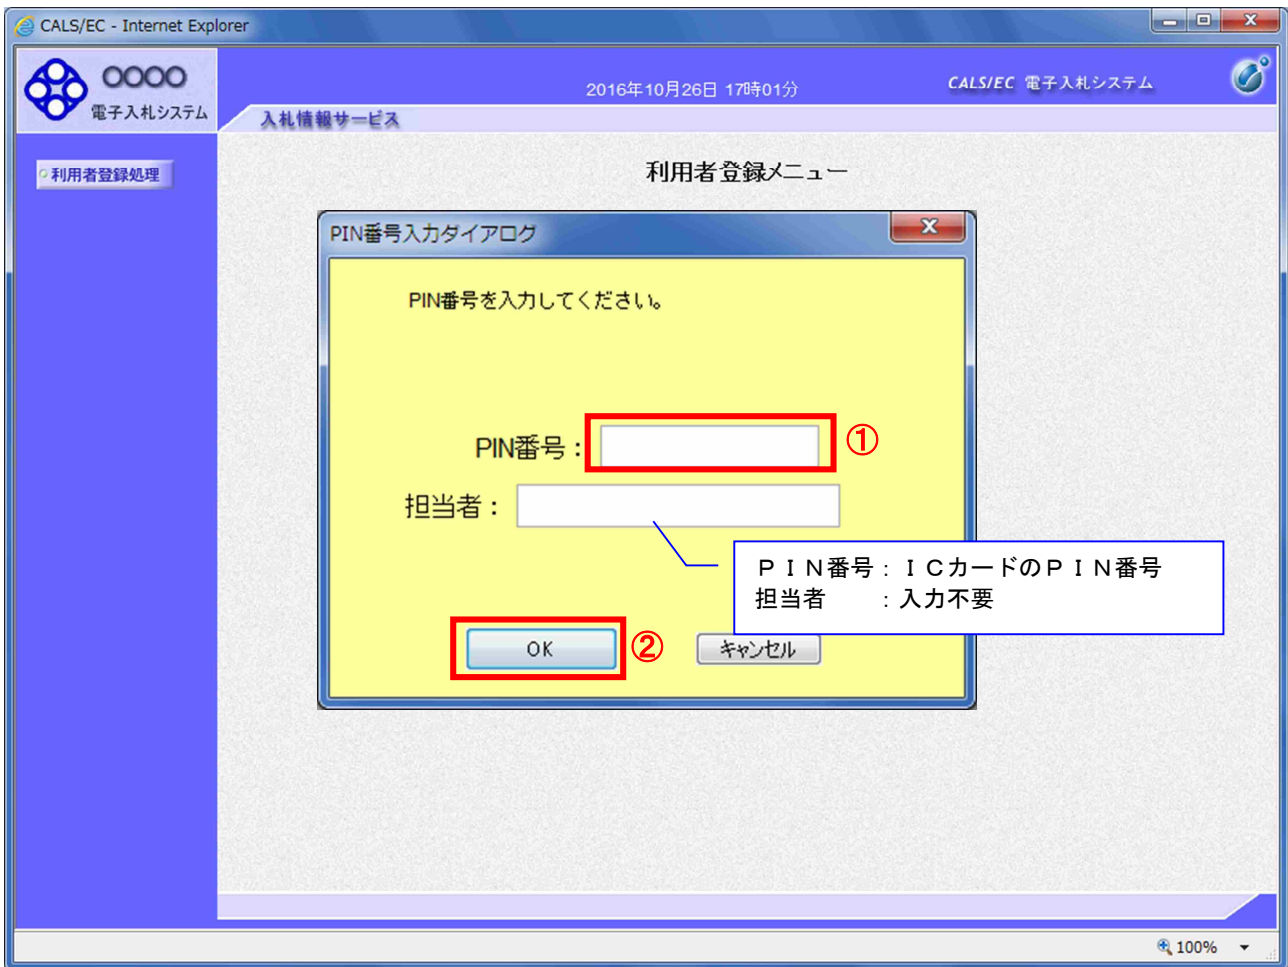 CALS/EC - Internet Explorer
○○○○
電子入札システム
2016年10月26日 17時01分
CALS/EC 電子入札システム
入札情報サービス
利用者登録処理
利用者登録メニュー
PIN番号入力ダイアログ
PIN番号を入力してください。
PIN番号：
①
担当者：
ＰＩＮ番号：ＩＣカードのＰＩＮ番号
担当者　　：入力不要
OK
②
キャンセル
100%